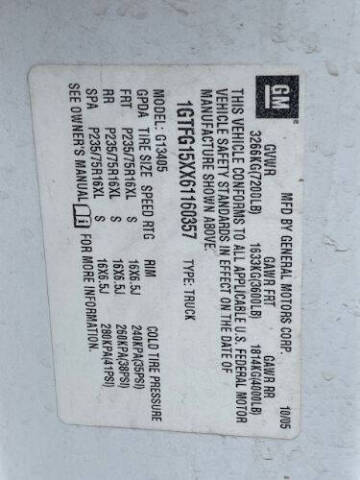 GM
MFD BY GENERAL MOTORS CORP. 10/05
GVWR GAWR FRT GAWR RR
3266KG(7200LB) 1633KG(3600LB) 1814KG(4000LB)
THIS VEHICLE CONFORMS TO ALL APPLICABLE U.S. FEDERAL MOTOR
VEHICLE SAFETY STANDARDS IN EFFECT ON THE DATE OF
MANUFACTURE SHOWN ABOVE.
1GTFG15XX61160357 TYPE: TRUCK
MODEL: G13405
GPDA TIRE SIZE SPEED RTG RIM COLD TIRE PRESSURE
FRT P235/75R16XL S 16X6.5J 240KPA(35PSI)
RR P235/75R16XL S 16X6.5J 260KPA(38PSI)
SPA P235/75R16XL S 16X6.5J 280KPA(41PSI)
SEE OWNER'S MANUAL FOR MORE INFORMATION.